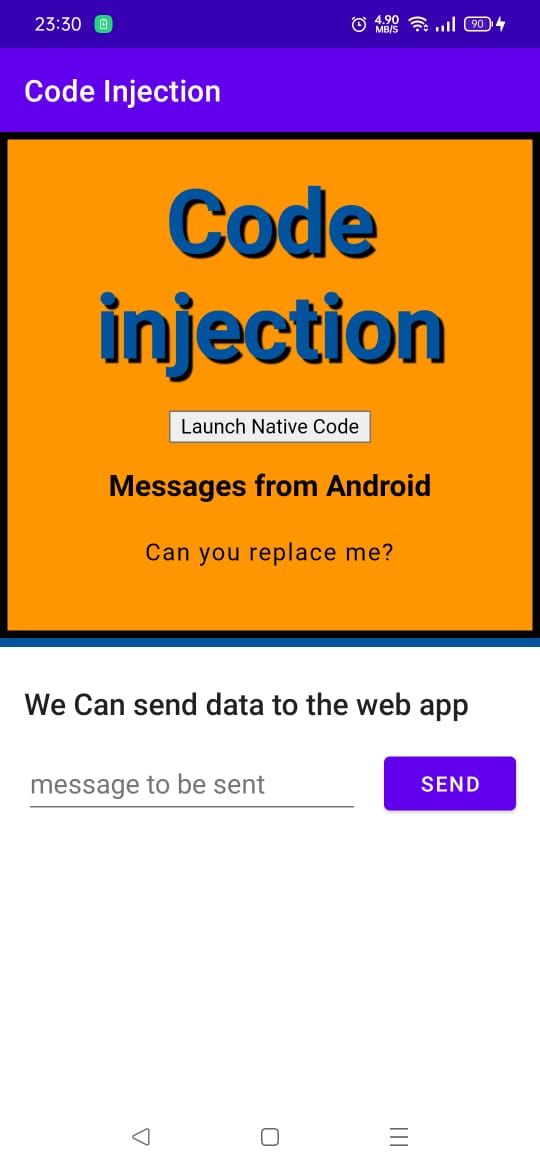 23:30
4.90
MB/S
90
Code Injection
Code
injection
Launch Native Code
Messages from Android
Can you replace me?
We Can send data to the web app
message to be sent
SEND